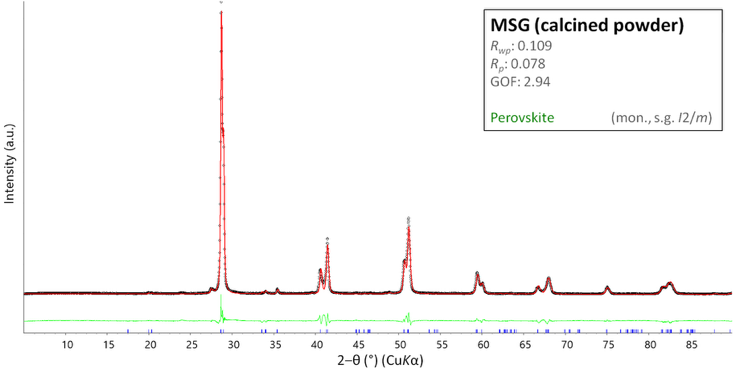 MSG (calcined powder)
Rwp: 0.109
Rp: 0.078
GOF: 2.94
Perovskite (mon., s.g. I2/m)
Intensity (a.u.)
10 15 20 25 30 35 40 45 50 55 60 65 70 75 80 85
2−θ (°) (CuKα)